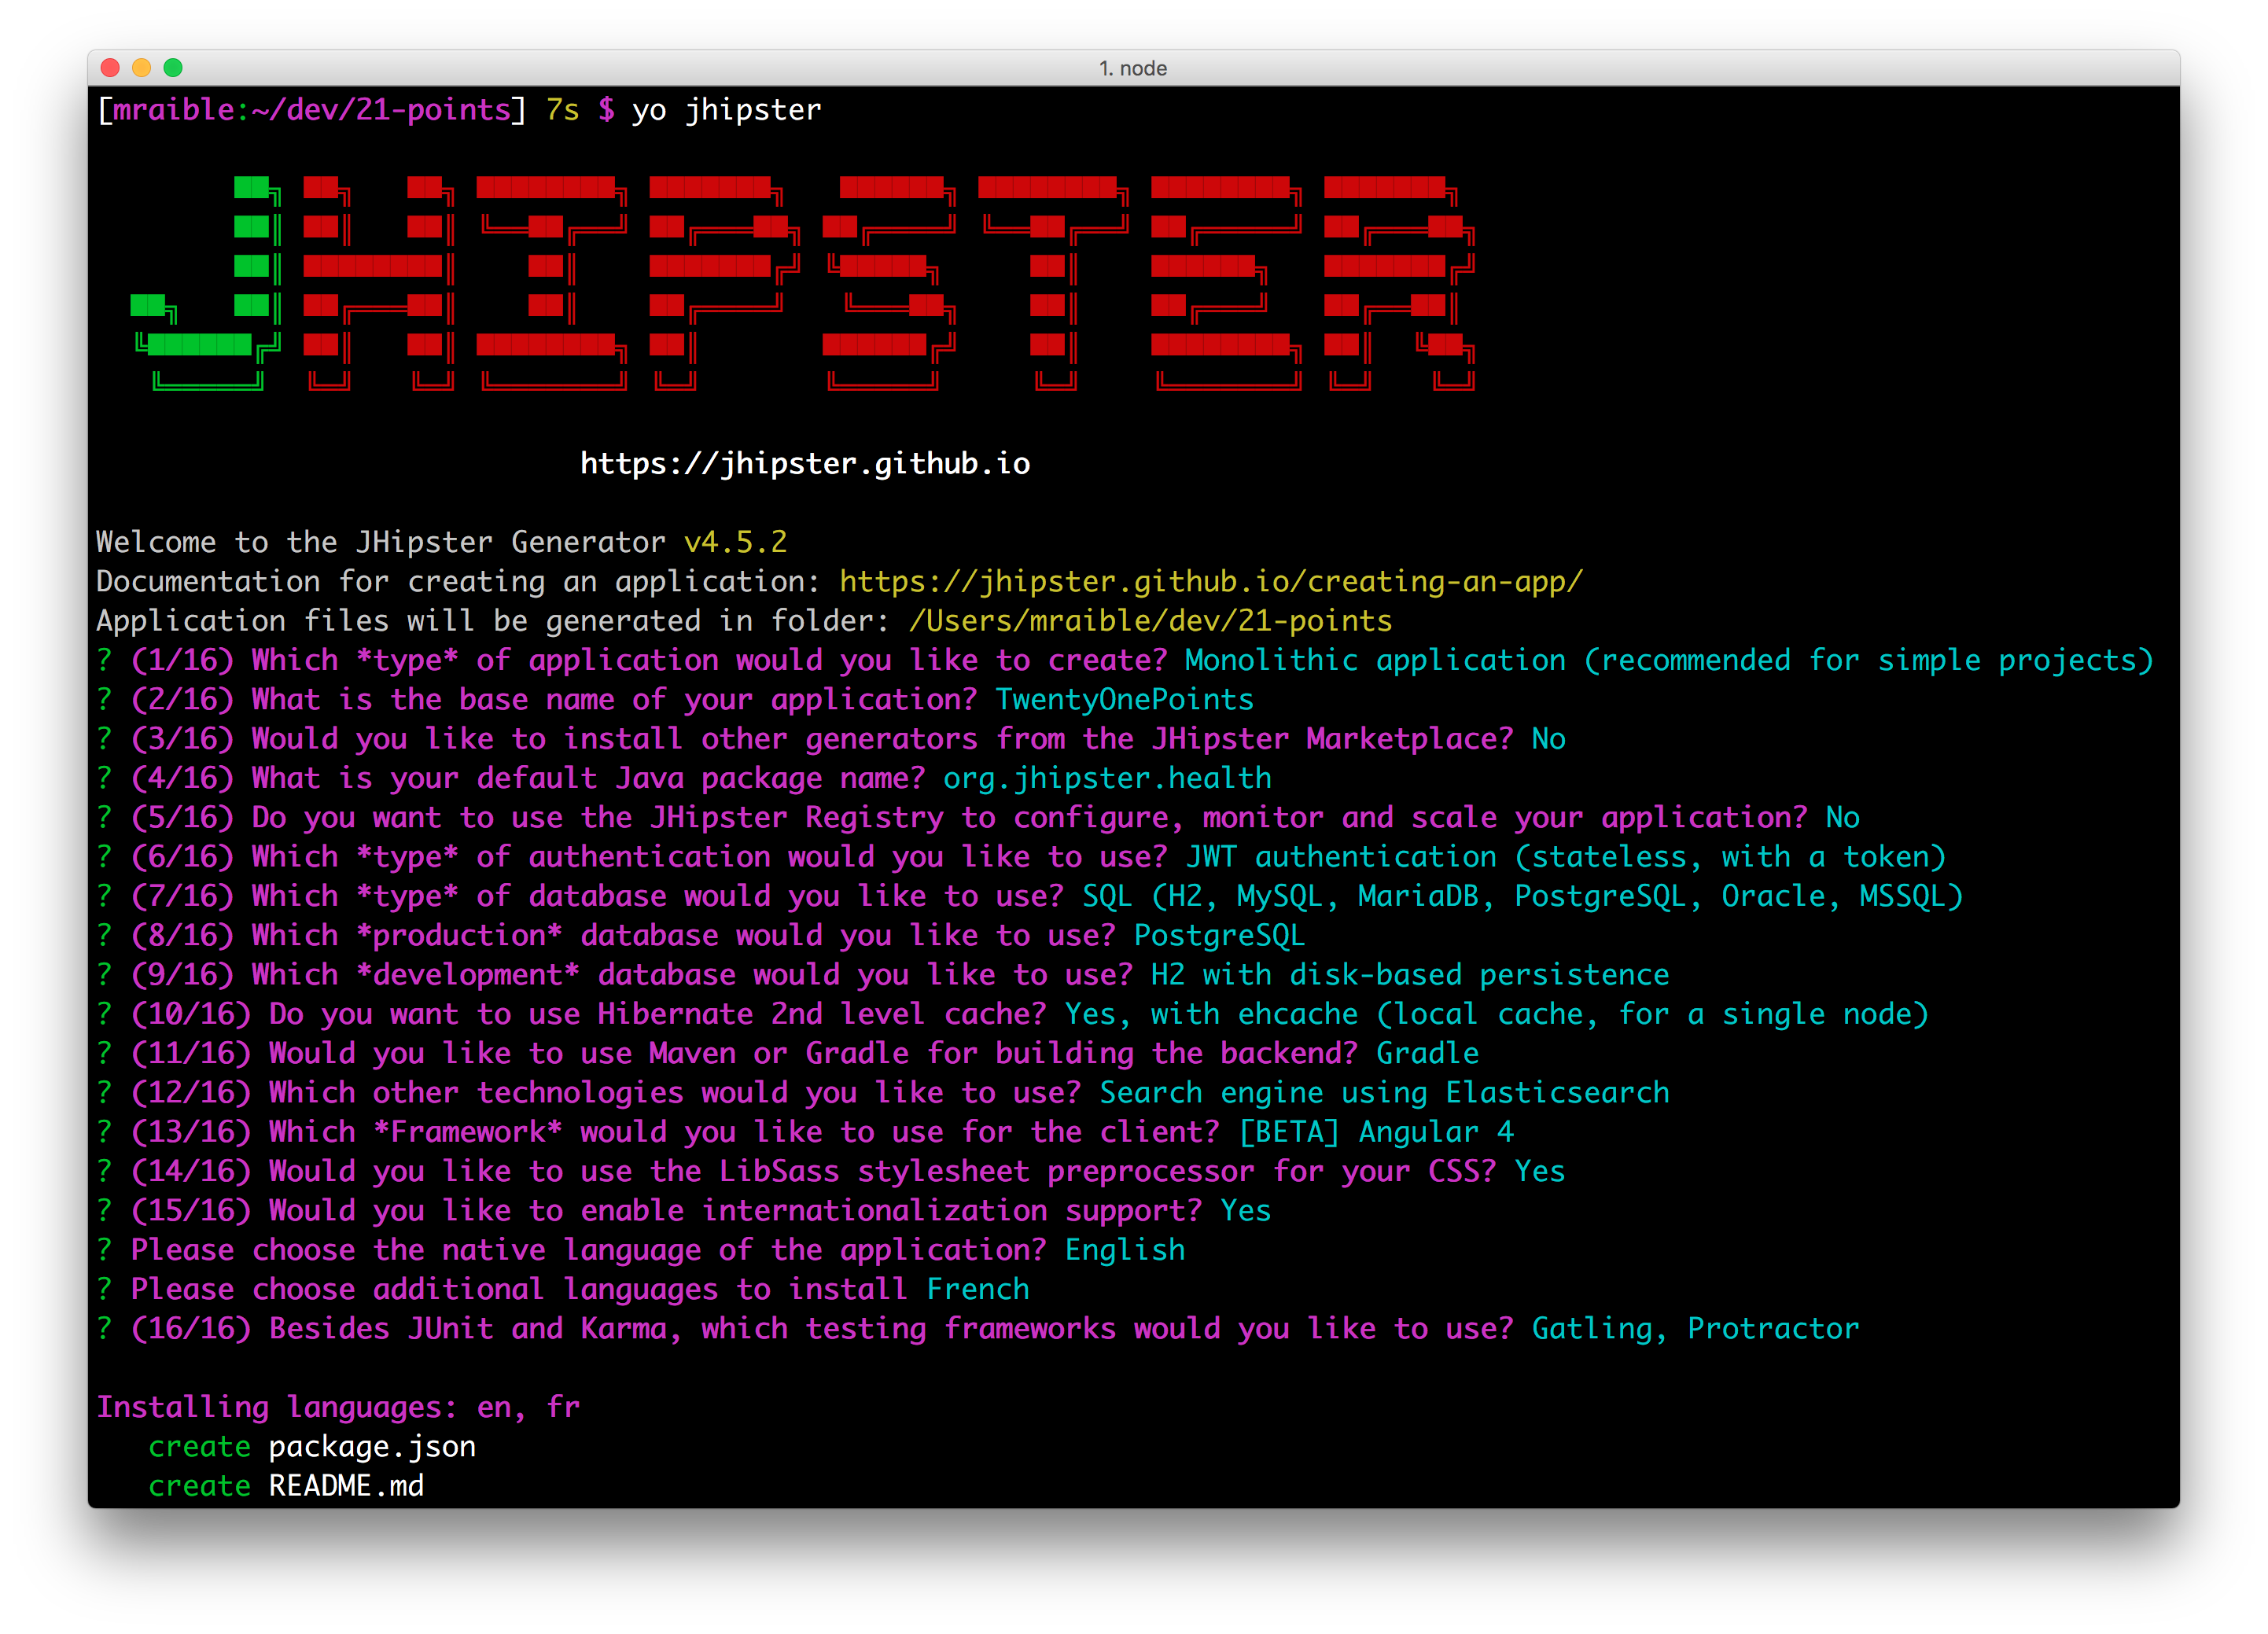 1. node
[mraible:~/dev/21-points] 7s $ yo jhipster
JHIPSTER
https://jhipster.github.io
Welcome to the JHipster Generator v4.5.2
Documentation for creating an application: https://jhipster.github.io/creating-an-app/
Application files will be generated in folder: /Users/mraible/dev/21-points
? (1/16) Which *type* of application would you like to create? Monolithic application (recommended for simple projects)
? (2/16) What is the base name of your application? TwentyOnePoints
? (3/16) Would you like to install other generators from the JHipster Marketplace? No
? (4/16) What is your default Java package name? org.jhipster.health
? (5/16) Do you want to use the JHipster Registry to configure, monitor and scale your application? No
? (6/16) Which *type* of authentication would you like to use? JWT authentication (stateless, with a token)
? (7/16) Which *type* of database would you like to use? SQL (H2, MySQL, MariaDB, PostgreSQL, Oracle, MSSQL)
? (8/16) Which *production* database would you like to use? PostgreSQL
? (9/16) Which *development* database would you like to use? H2 with disk-based persistence
? (10/16) Do you want to use Hibernate 2nd level cache? Yes, with ehcache (local cache, for a single node)
? (11/16) Would you like to use Maven or Gradle for building the backend? Gradle
? (12/16) Which other technologies would you like to use? Search engine using Elasticsearch
? (13/16) Which *Framework* would you like to use for the client? [BETA] Angular 4
? (14/16) Would you like to use the LibSass stylesheet preprocessor for your CSS? Yes
? (15/16) Would you like to enable internationalization support? Yes
? Please choose the native language of the application? English
? Please choose additional languages to install French
? (16/16) Besides JUnit and Karma, which testing frameworks would you like to use? Gatling, Protractor
Installing languages: en, fr
create package.json
create README.md